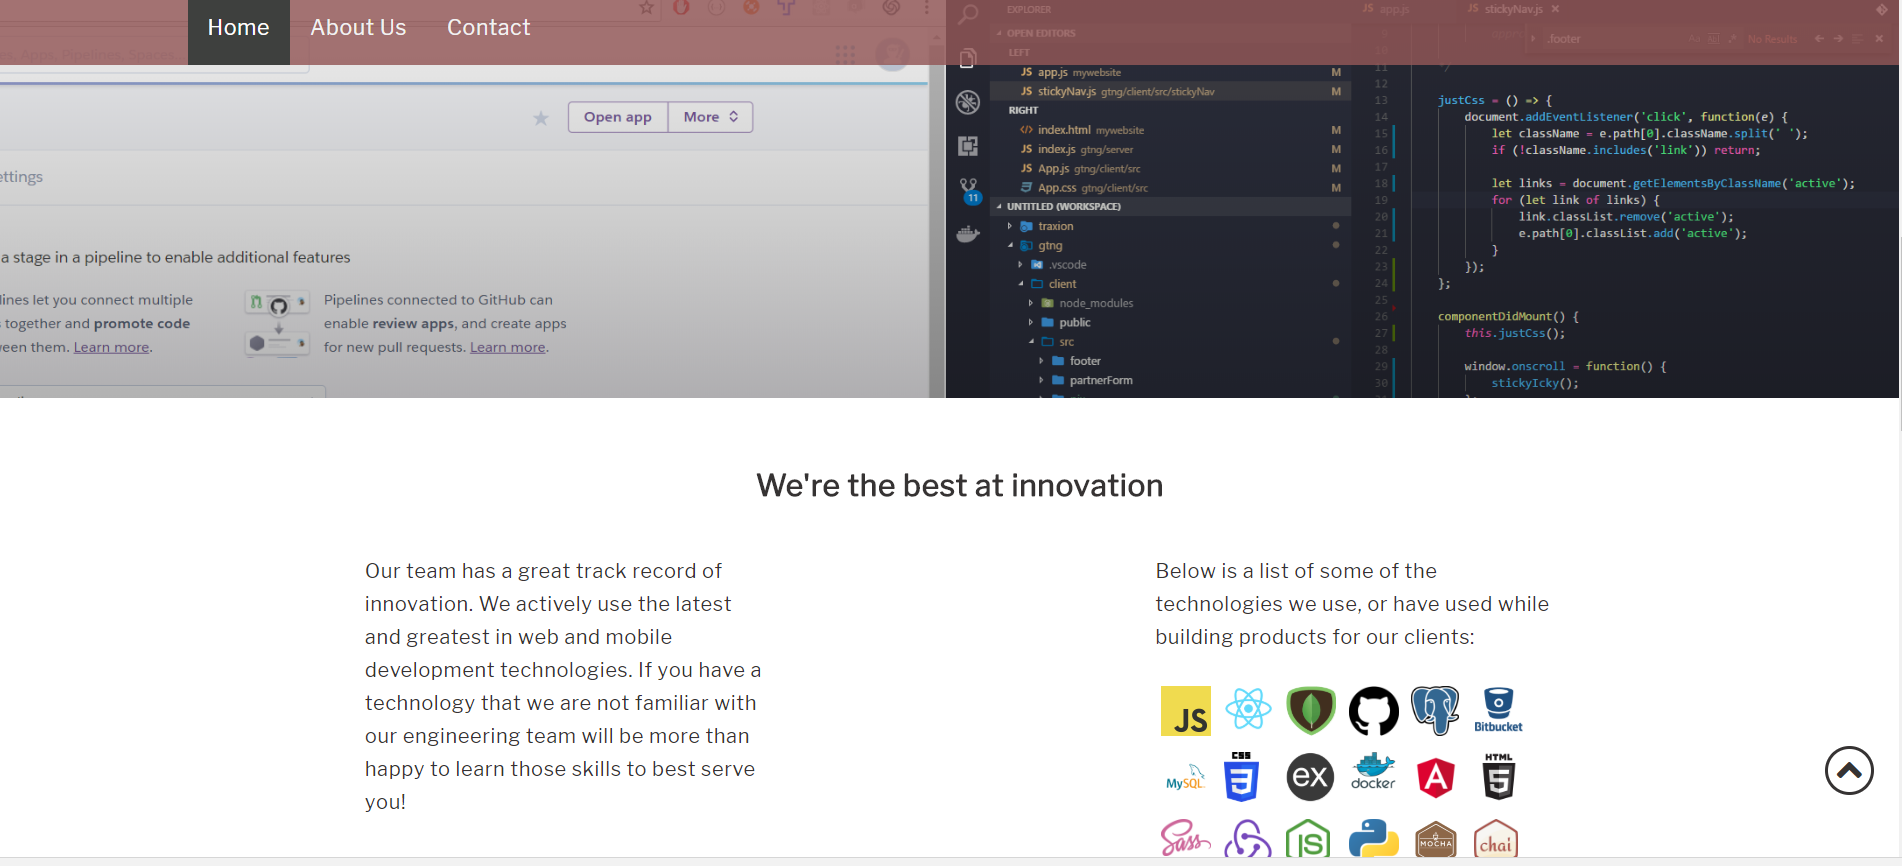 Home About Us Contact
es, Apps, Pipelines, Spaces...
Open app More
ettings
a stage in a pipeline to enable additional features
lines let you connect multiple
s together and promote code
ween them. Learn more.
Pipelines connected to GitHub can
enable review apps, and create apps
for new pull requests. Learn more.
EXPLORER
OPEN EDITORS
LEFT
JS app.js mywebsite M
JS stickyNav.js gtng/client/src/stickyNav M
RIGHT
<> index.html mywebsite M
JS index.js gtng/server M
JS App.js gtng/client/src M
App.css gtng/client/src M
11
UNTITLED (WORKSPACE)
traxion
gtng
.vscode
client
node_modules
public
src
footer
partnerForm
JS app.js JS stickyNav.js ×
.footer No Results
10
11 */
12
13 justCss = () => {
14 document.addEventListener('click', function(e) {
15 let className = e.path[0].className.split(' ');
16 if (!className.includes('link')) return;
17
18 let links = document.getElementsByClassName('active');
19 for (let link of links) {
20 link.classList.remove('active');
21 e.path[0].classList.add('active');
22 }
23 });
24 };
25
26 componentDidMount() {
27 this.justCss();
28
29 window.onscroll = function() {
30 stickyIcky();
We're the best at innovation
Our team has a great track record of
innovation. We actively use the latest
and greatest in web and mobile
development technologies. If you have a
technology that we are not familiar with
our engineering team will be more than
happy to learn those skills to best serve
you!
Below is a list of some of the
technologies we use, or have used while
building products for our clients:
JS Bitbucket
MySQL CSS 3 ex docker A HTML 5
Sass JS MOCHA chai